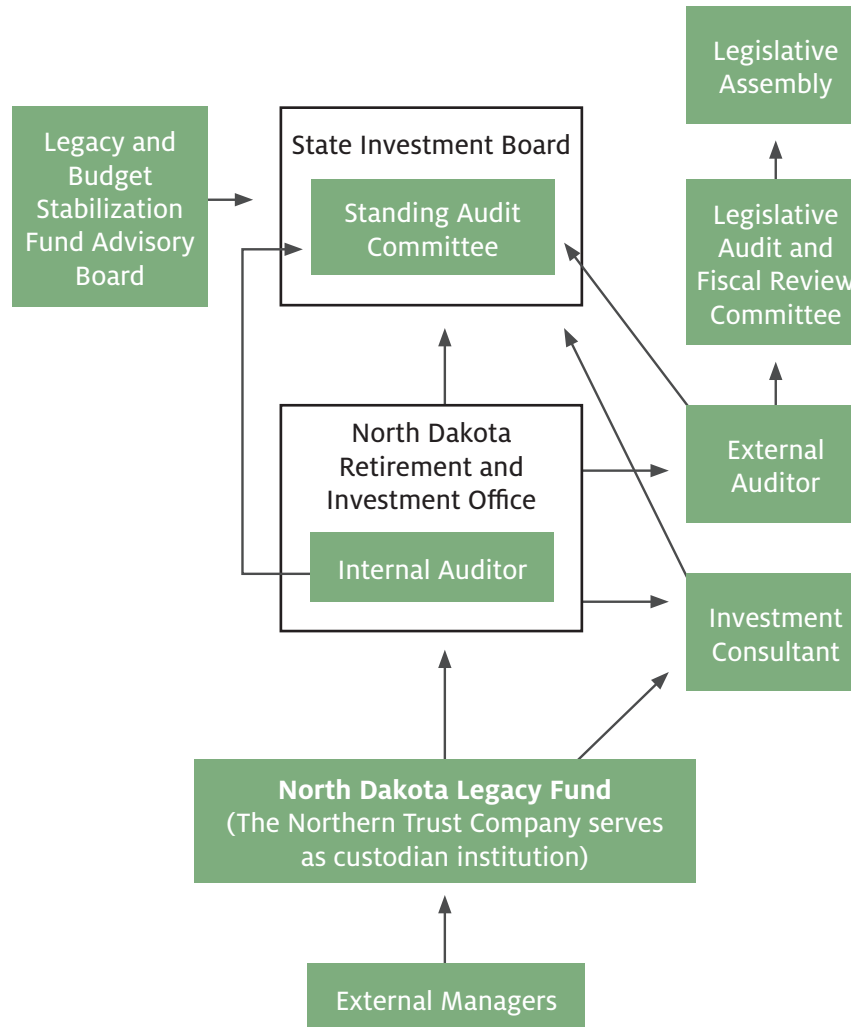 Legislative
Assembly
Legacy and
Budget
Stabilization
Fund Advisory
Board
State Investment Board
Standing Audit
Committee
Legislative
Audit and
Fiscal Review
Committee
North Dakota
Retirement and
Investment Office
Internal Auditor
External
Auditor
Investment
Consultant
North Dakota Legacy Fund
(The Northern Trust Company serves
as custodian institution)
External Managers